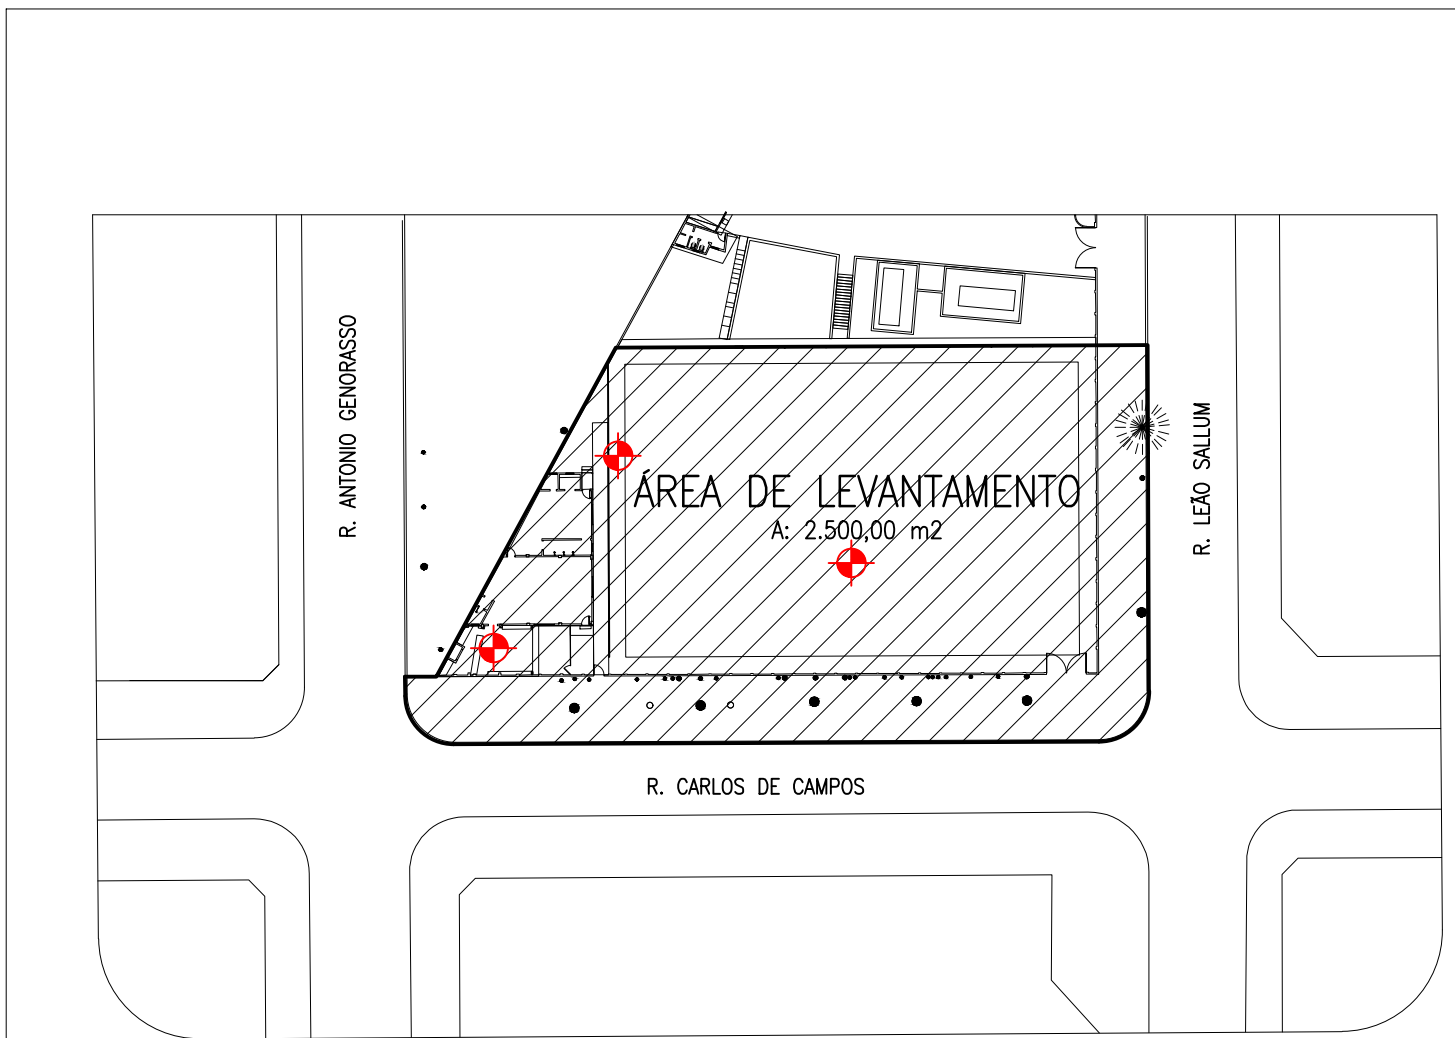 R. ANTONIO GENORASSO
ÁREA DE LEVANTAMENTO
A: 2.500,00 m2
R. LEÃO SALLUM
R. CARLOS DE CAMPOS